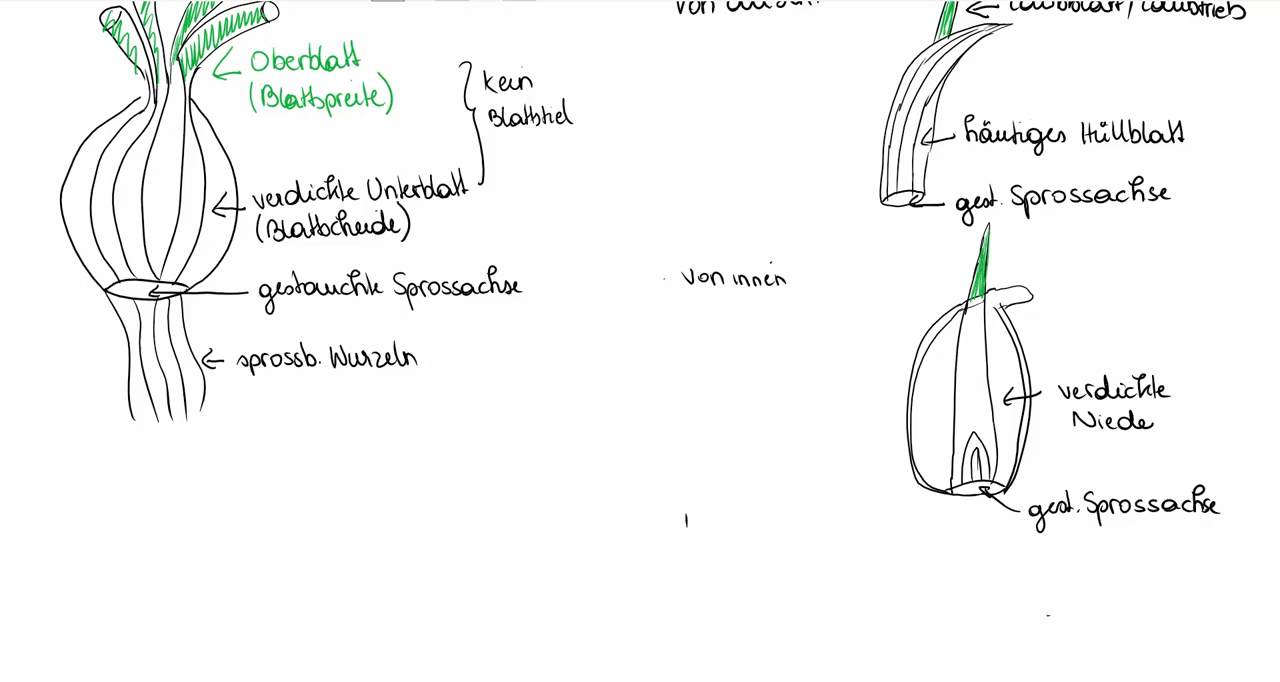 Oberblatt
(Blattspreite)
kein
Blattstiel
verdickte Unterblatt
(Blattscheide)
gestauchte Sprossachse
sprossb. Wurzeln
von
häutiges Hüllblatt
gest. Sprossachse
von innen
verdickte
Niede
gest. Sprossachse